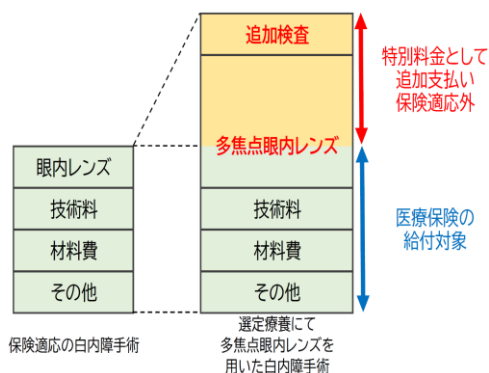 追加検査
特別料金として
追加支払い
保険適応外
多焦点眼内レンズ
眼内レンズ
技術料
材料費
その他
技術料
材料費
その他
医療保険の
給付対象
保険適応の白内障手術
選定療養にて
多焦点眼内レンズを
用いた白内障手術